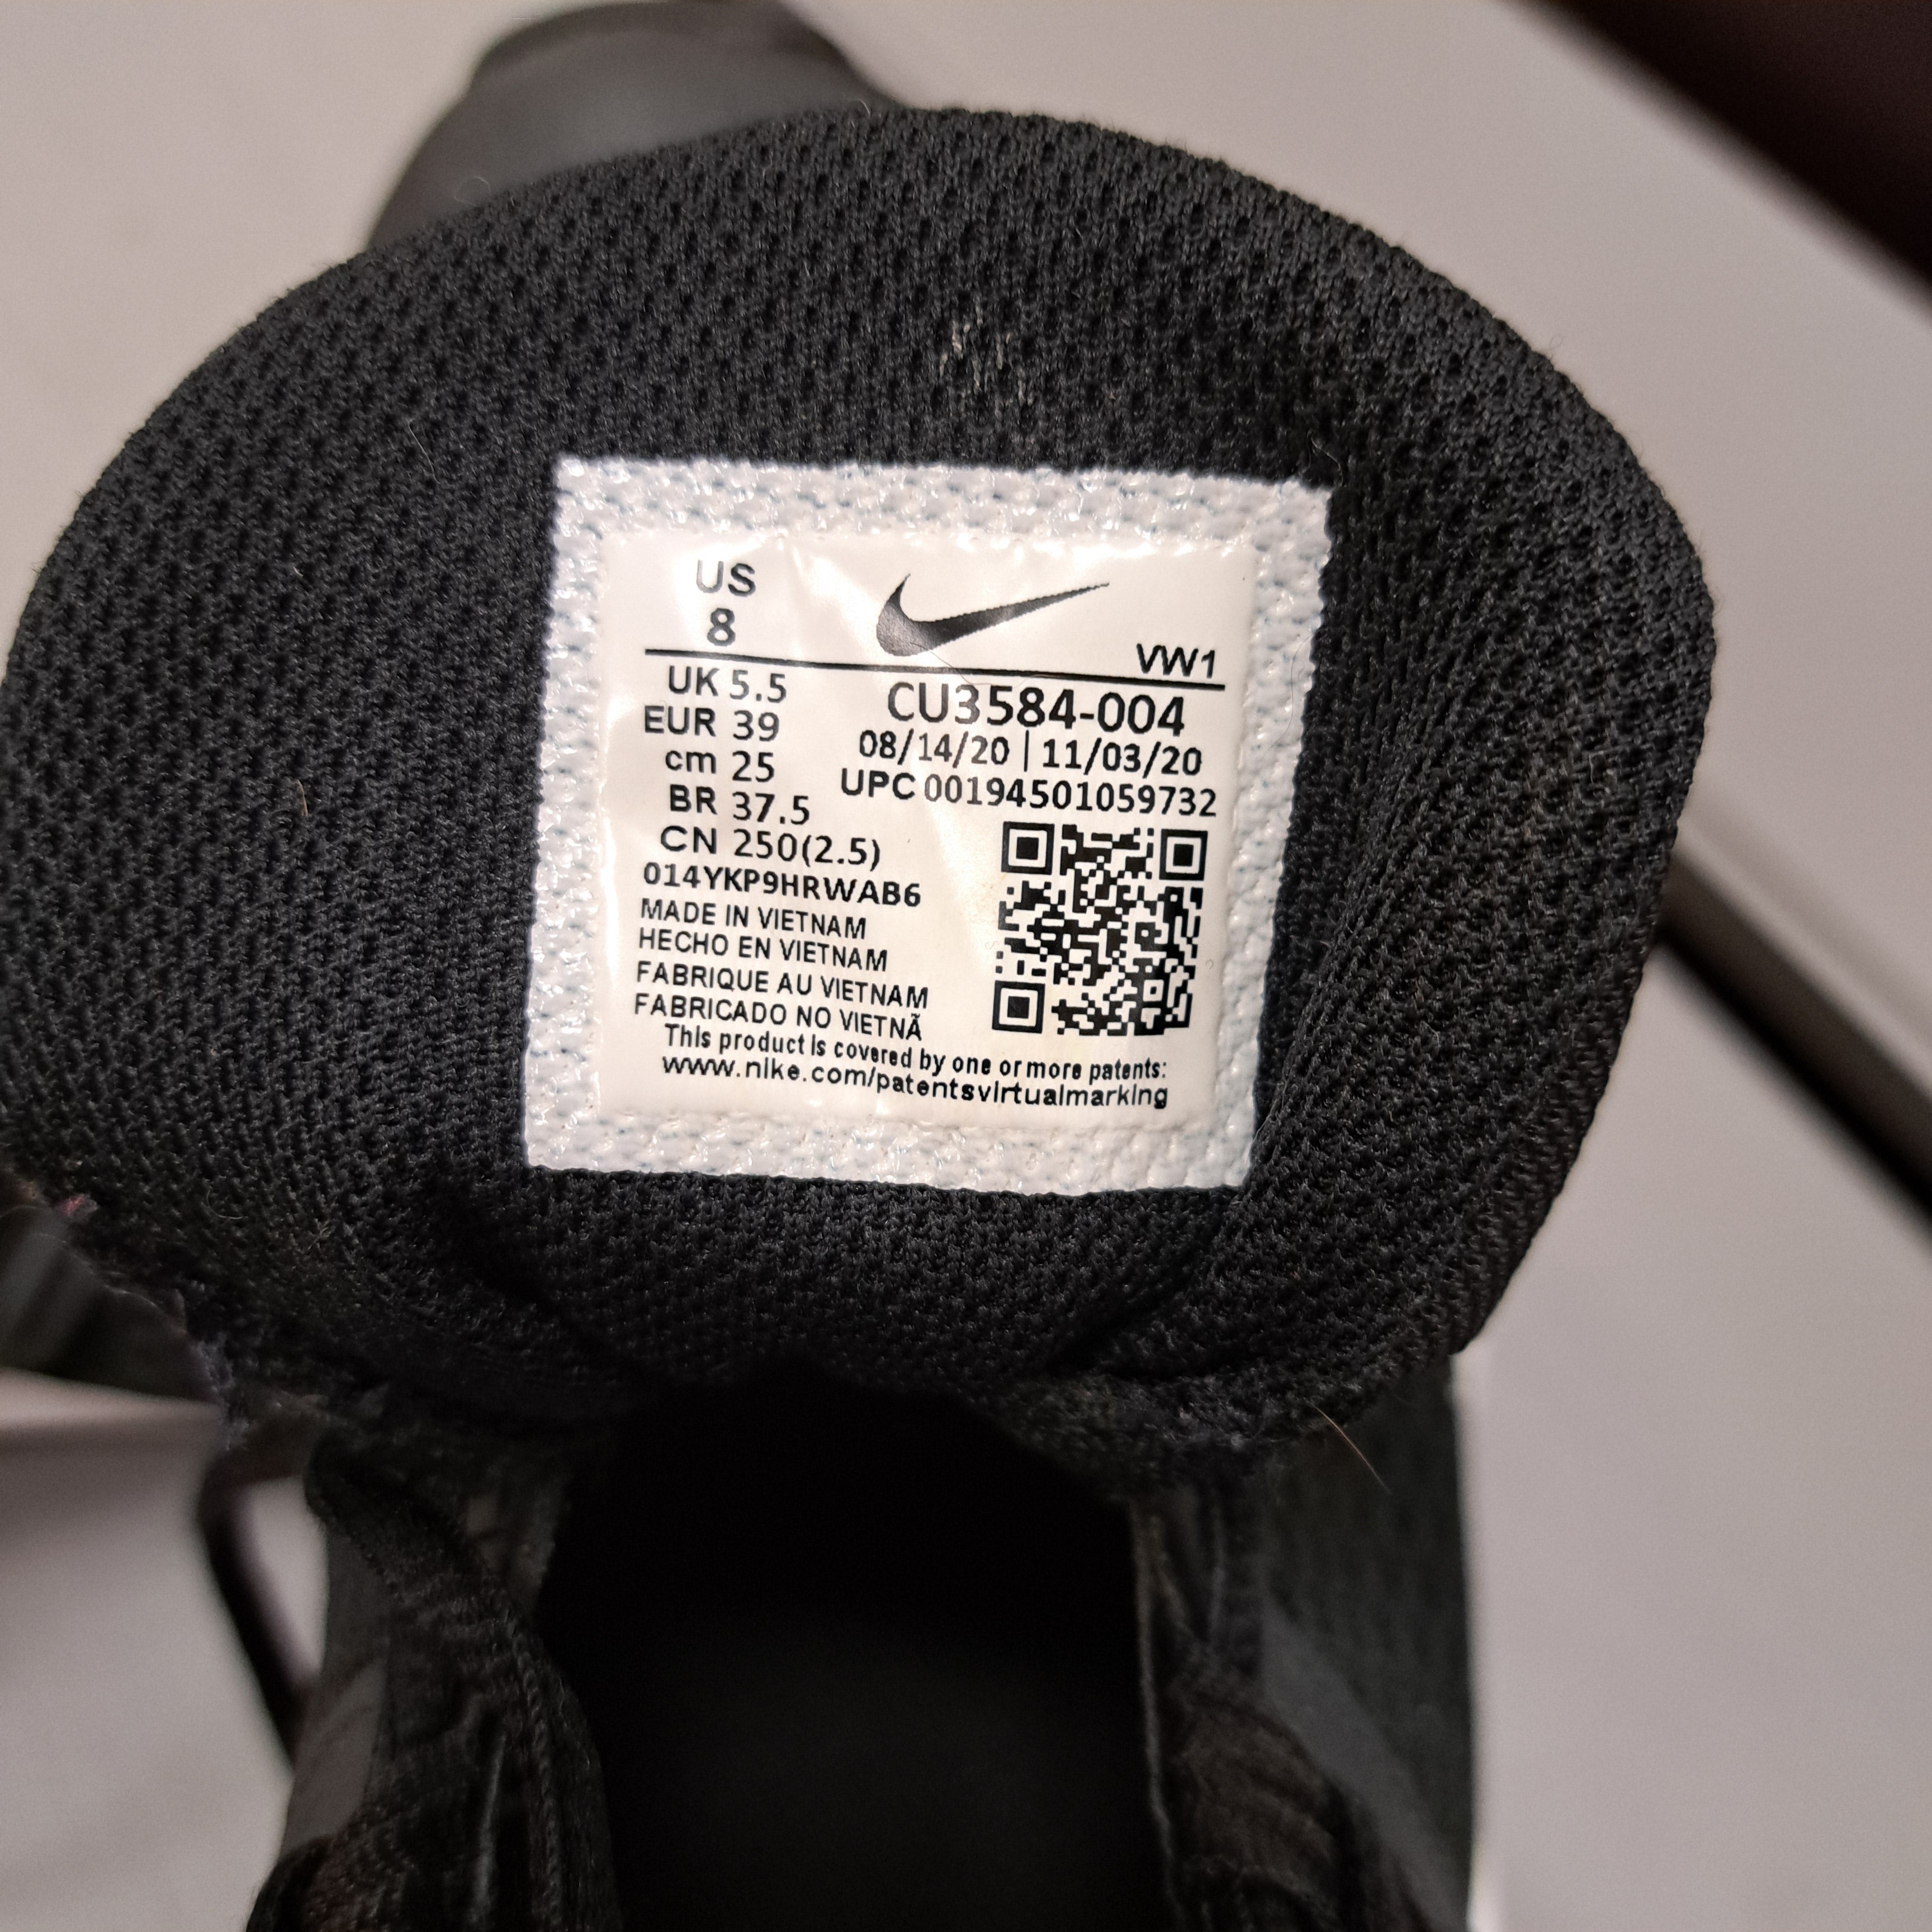 US
8
VW1
UK 5.5
EUR 39
cm 25
BR 37.5
CN 250(2.5)
CU3584-004
08/14/20 | 11/03/20
UPC 00194501059732
014YKP9HRWAB6
MADE IN VIETNAM
HECHO EN VIETNAM
FABRIQUE AU VIETNAM
FABRICADO NO VIETNÃ
This product is covered by one or more patents:
www.nike.com/patentsvirtualmarking